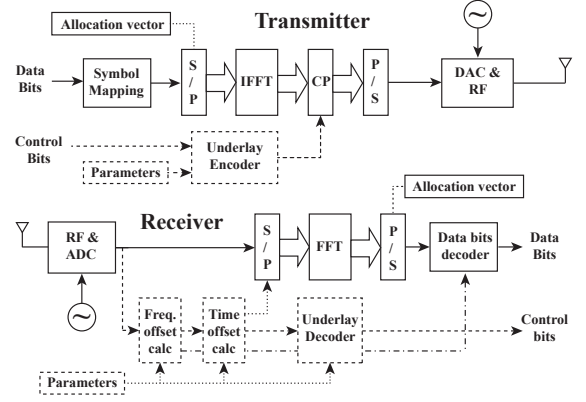 Allocation vector
Transmitter
Data
Bits
Symbol
Mapping
S
/
P
IFFT
CP
P
/
S
DAC &
RF
~
Control
Bits
Parameters
Underlay
Encoder
Allocation vector
Receiver
RF &
ADC
~
S
/
P
FFT
P
/
S
Data bits
decoder
Data
Bits
Freq.
offset
calc
Time
offset
calc
Underlay
Decoder
Control
bits
Parameters